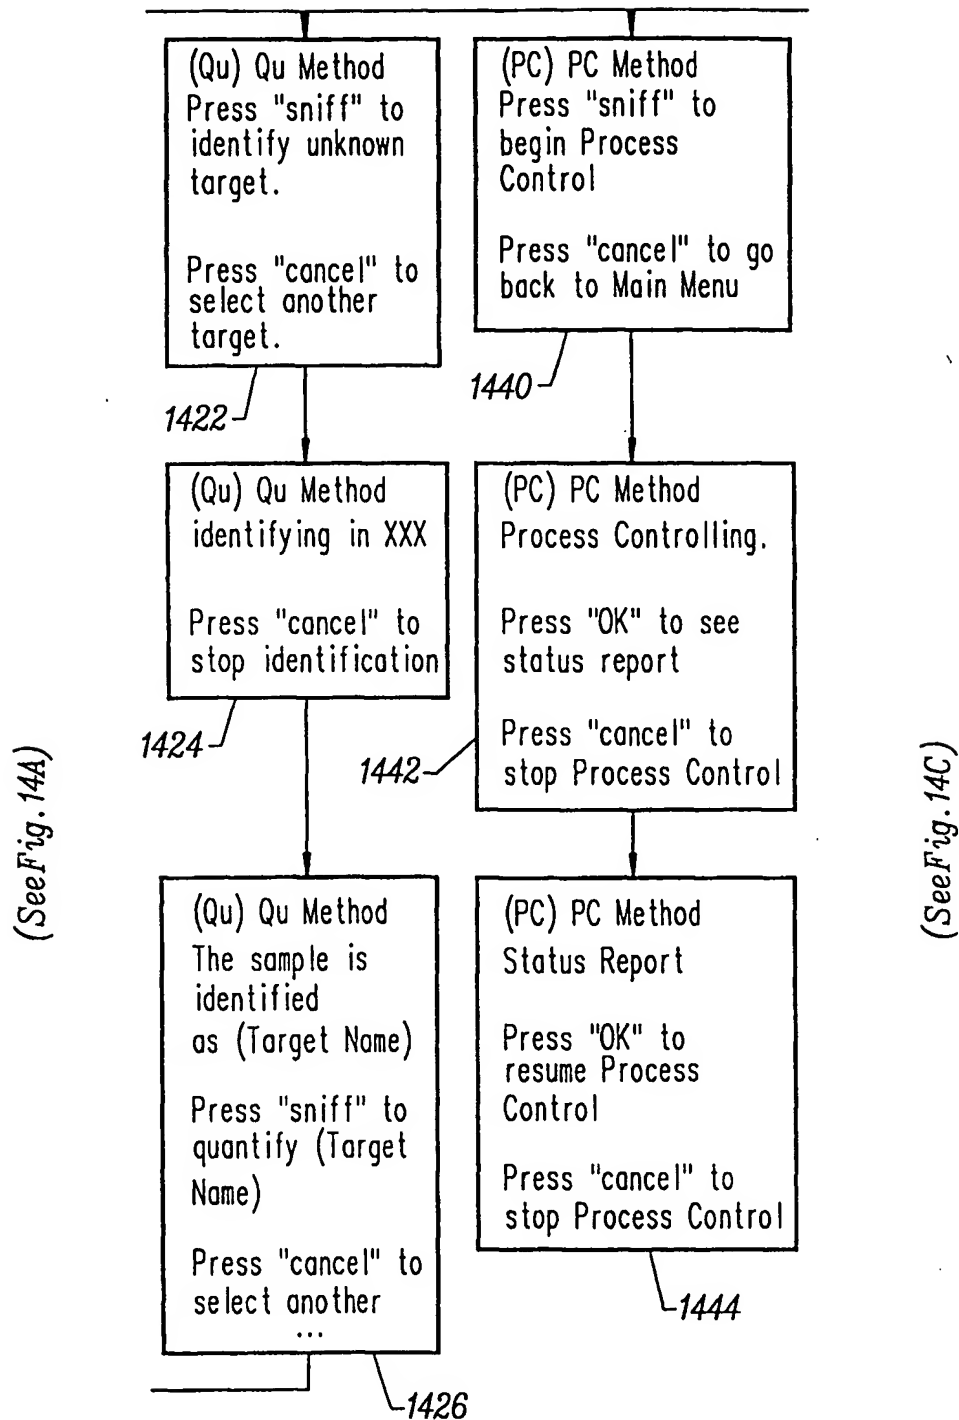 (Qu) Qu Method
Press "sniff" to
identify unknown
target.
Press "cancel" to
select another
target.
1422
(PC) PC Method
Press "sniff" to
begin Process
Control
Press "cancel" to go
back to Main Menu
1440
(Qu) Qu Method
identifying in XXX
Press "cancel" to
stop identification
1424
(PC) PC Method
Process Controlling.
Press "OK" to see
status report
Press "cancel" to
stop Process Control
1442
(Qu) Qu Method
The sample is
identified
as (Target Name)
Press "sniff" to
quantify (Target
Name)
Press "cancel" to
select another
...
1426
(PC) PC Method
Status Report
Press "OK" to
resume Process
Control
Press "cancel" to
stop Process Control
1444
(See Fig. 14A)
(See Fig. 14C)